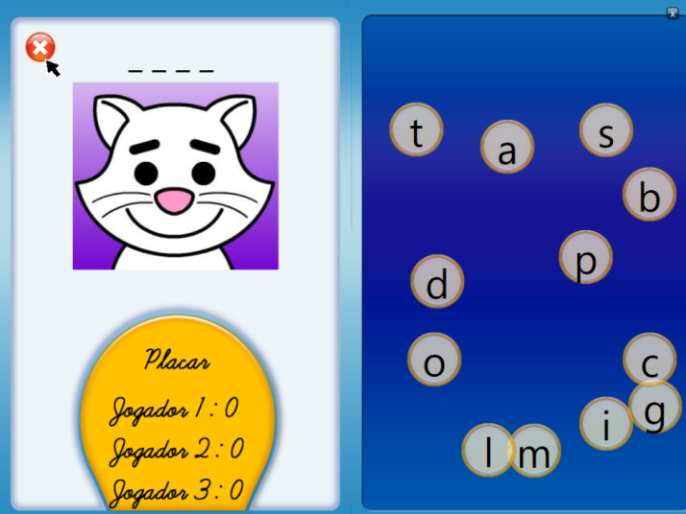 _ _ _ _
Placar
Jogador 1 : 0
Jogador 2 : 0
Jogador 3 : 0
t
a
s
b
p
d
o
c
g
i
l
m